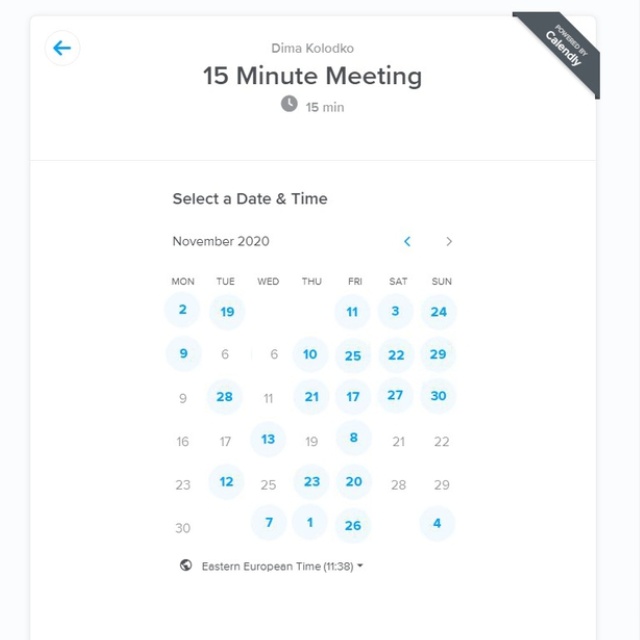 POWERED BY
Calendly
Dima Kolodko
15 Minute Meeting
15 min
Select a Date & Time
November 2020
MON TUE WED THU FRI SAT SUN
2 19 11 3 24
9 6 6 10 25 22 29
9 28 11 21 17 27 30
16 17 13 19 8 21 22
23 12 25 23 20 28 29
30 7 1 26 4
Eastern European Time (11:38)